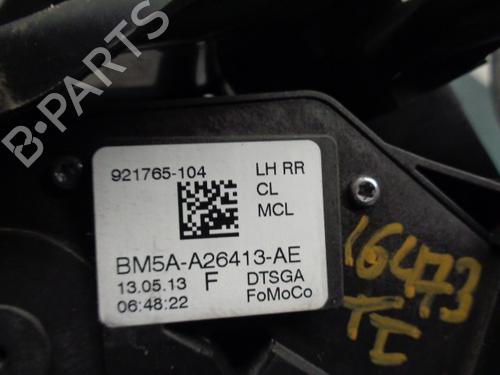 B-PARTS
921765-104 LH RR
CL
MCL
BM5A-A26413-AE
13.05.13 F DTSGA
06:48:22 FoMoCo
16473
TI